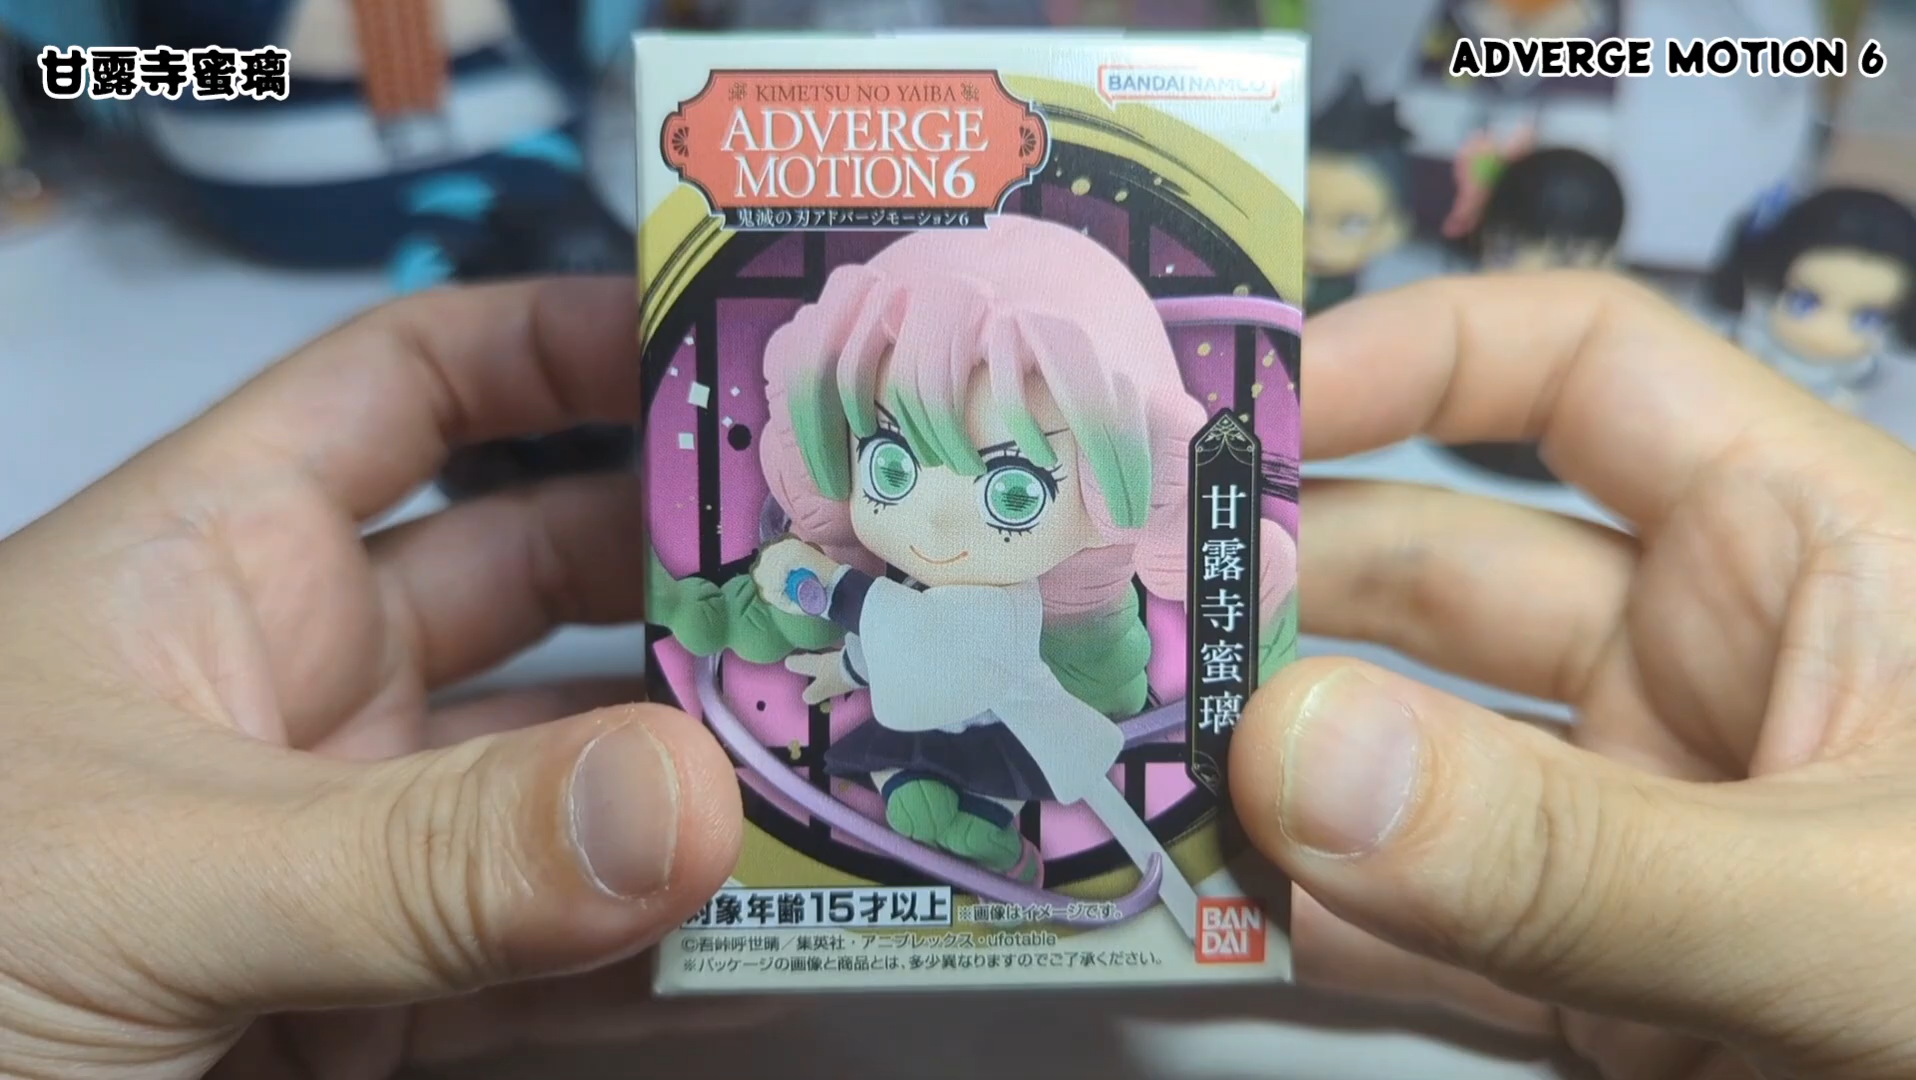 甘露寺蜜璃
ADVERGE MOTION 6
BANDAI NAMCO
KIMETSU NO YAIBA
ADVERGE
MOTION6
鬼滅の刃アドバージモーション6
甘露寺蜜璃
対象年齢15才以上
※画像はイメージです。
©吾峠呼世晴／集英社・アニプレックス・ufotable
※パッケージの画像と商品とは、多少異なりますのでご了承ください。
BAN
DAI